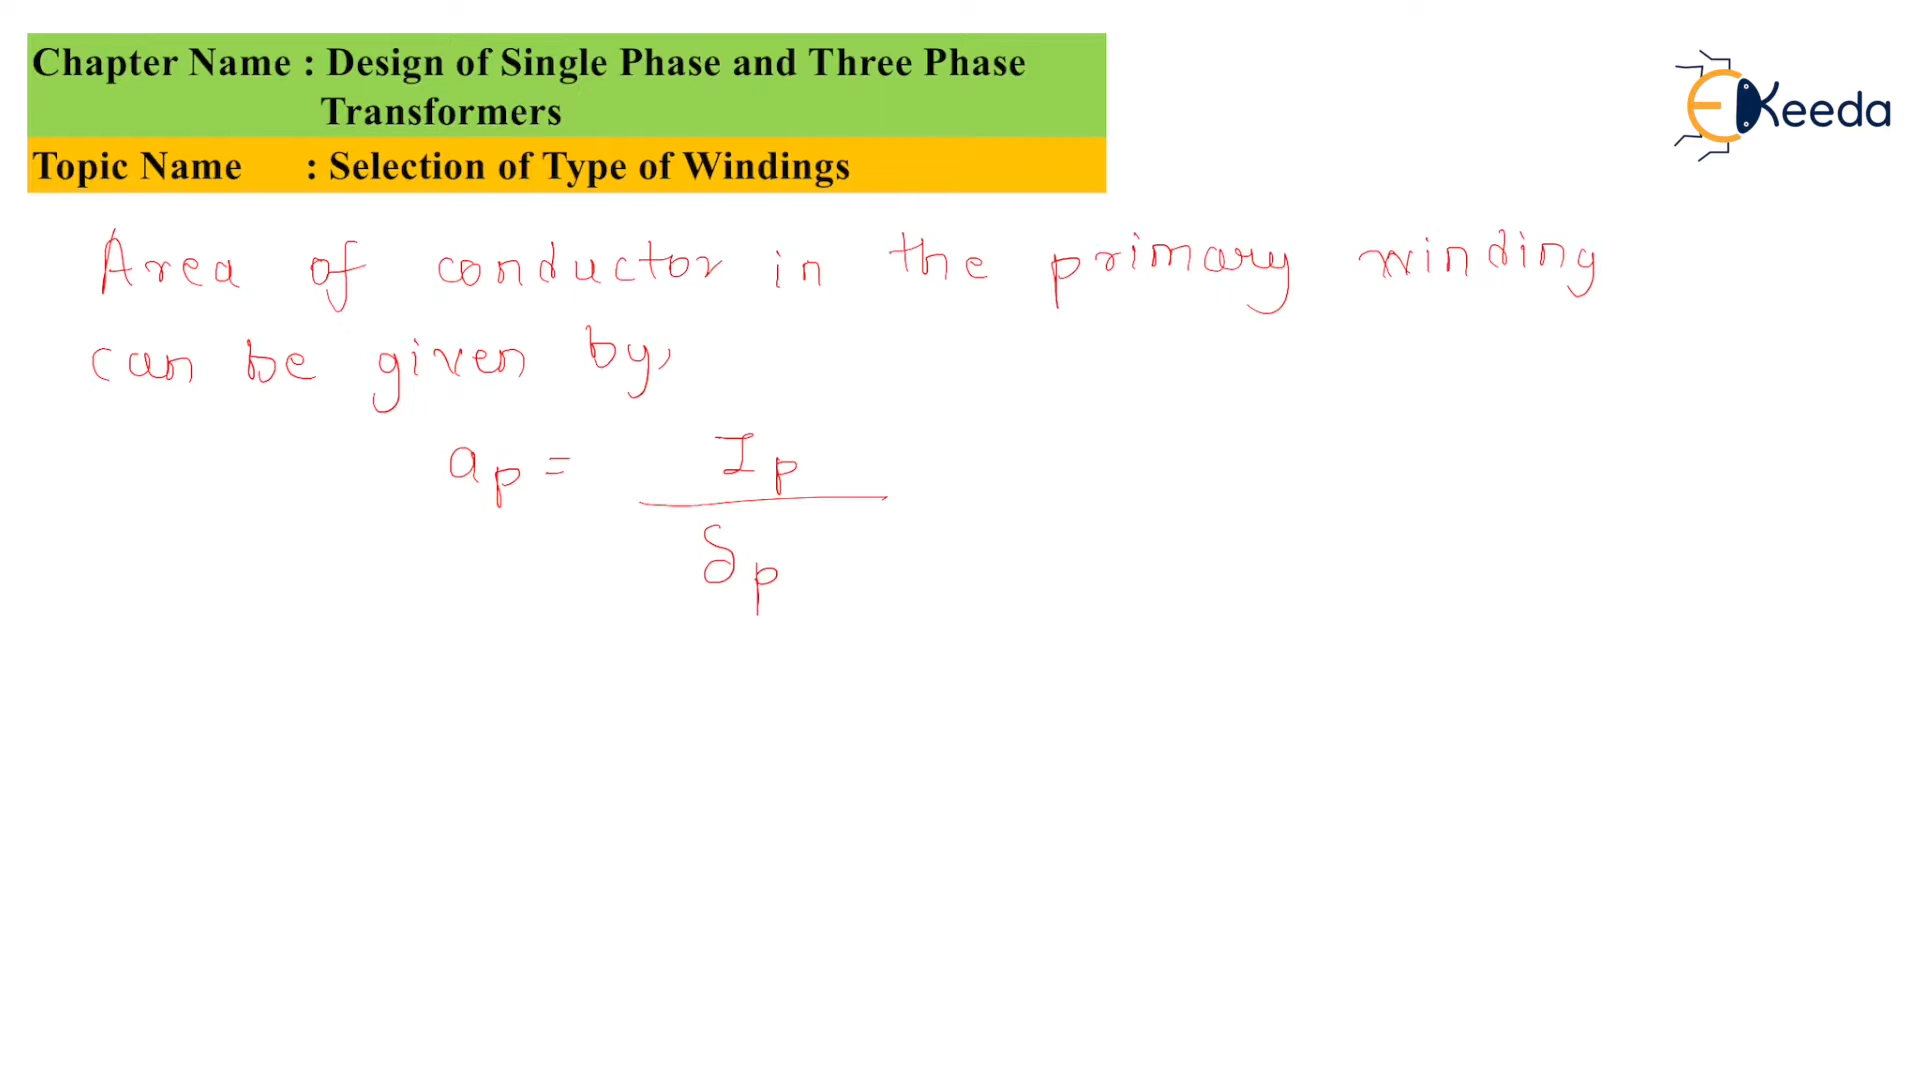 Chapter Name : Design of Single Phase and Three Phase
Transformers
Topic Name : Selection of Type of Windings
EKeeda
Area of conductor in the primary winding
can be given by,
ap = Ip
δp